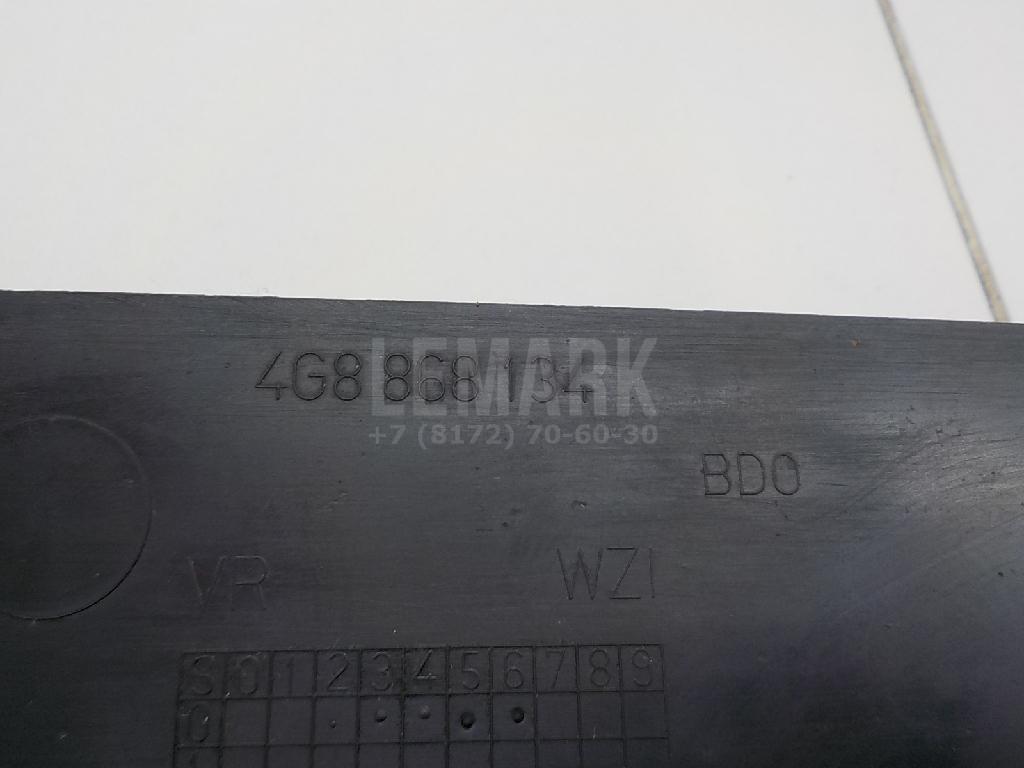 4G8 868 134
LEMARK
+7 (8172) 70-60-30
BD0
VR WZ1
S 0 1 2 3 4 5 6 7 8 9
0